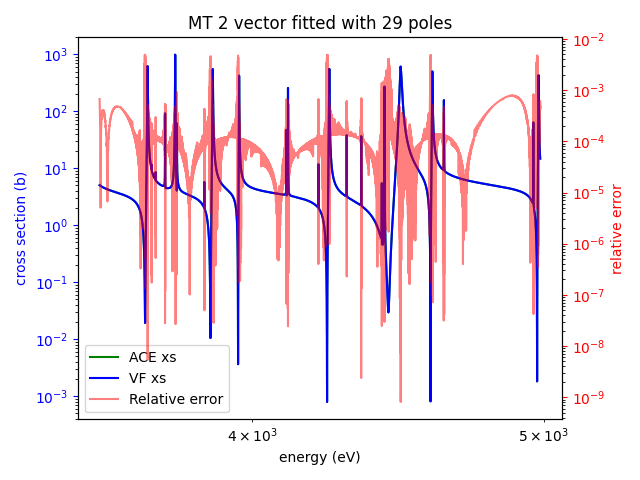 MT 2 vector fitted with 29 poles
cross section (b)
10³
10²
10¹
10⁰
10⁻¹
10⁻²
10⁻³
10⁻²
10⁻³
10⁻⁴
10⁻⁵
10⁻⁶
10⁻⁷
10⁻⁸
10⁻⁹
relative error
ACE xs
VF xs
Relative error
4 × 10³ 5 × 10³
energy (eV)